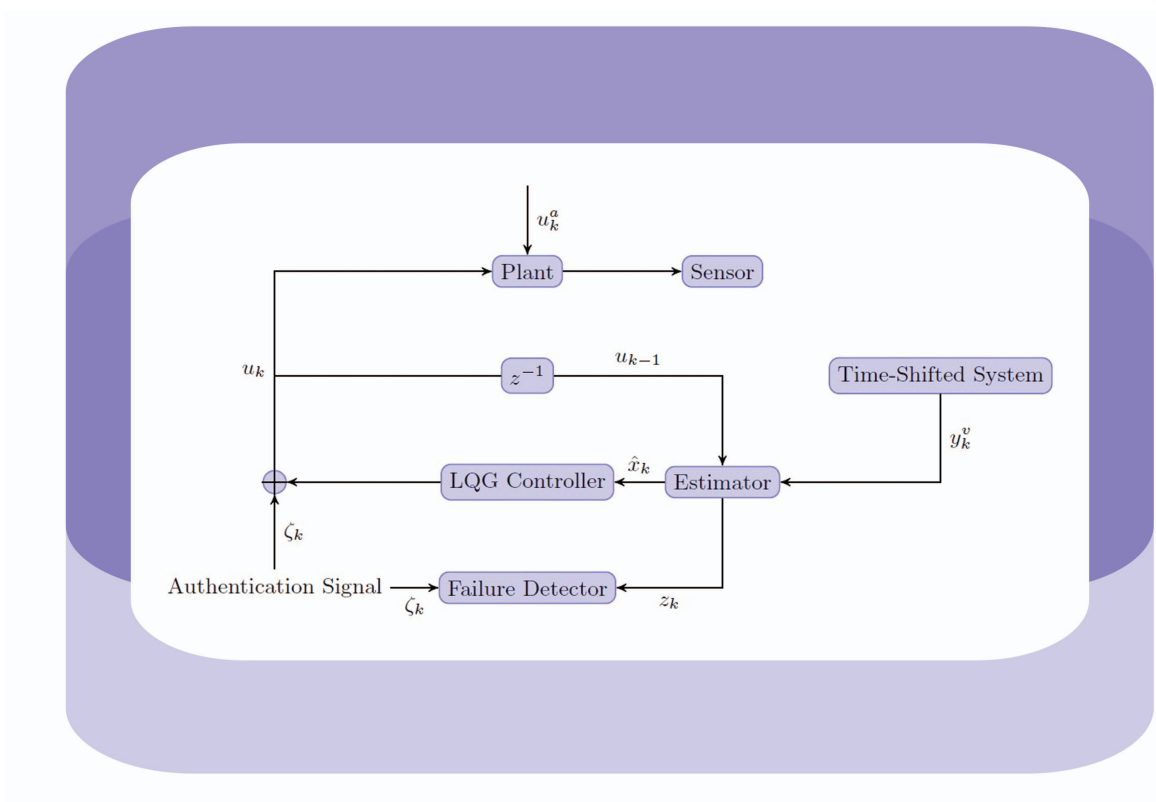 u_k^a
Plant
Sensor
u_k
z^{-1}
u_{k-1}
Time-Shifted System
y_k^v
LQG Controller
x̂_k
Estimator
ζ_k
Authentication Signal
ζ_k
Failure Detector
z_k